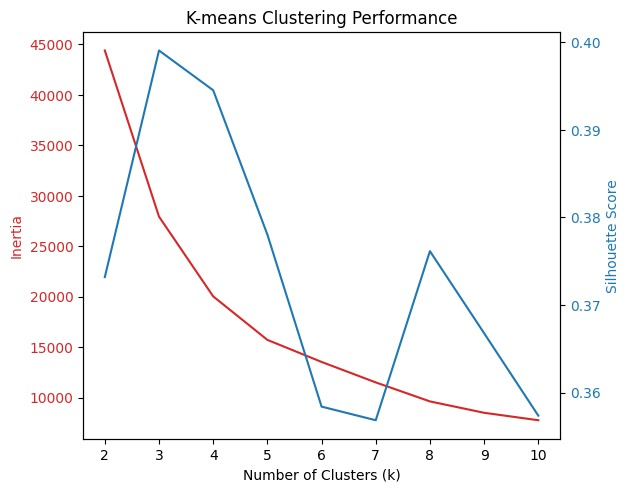 K-means Clustering Performance
45000
40000
35000
30000
25000
20000
15000
10000
Inertia
0.40
0.39
0.38
0.37
0.36
Silhouette Score
2 3 4 5 6 7 8 9 10
Number of Clusters (k)